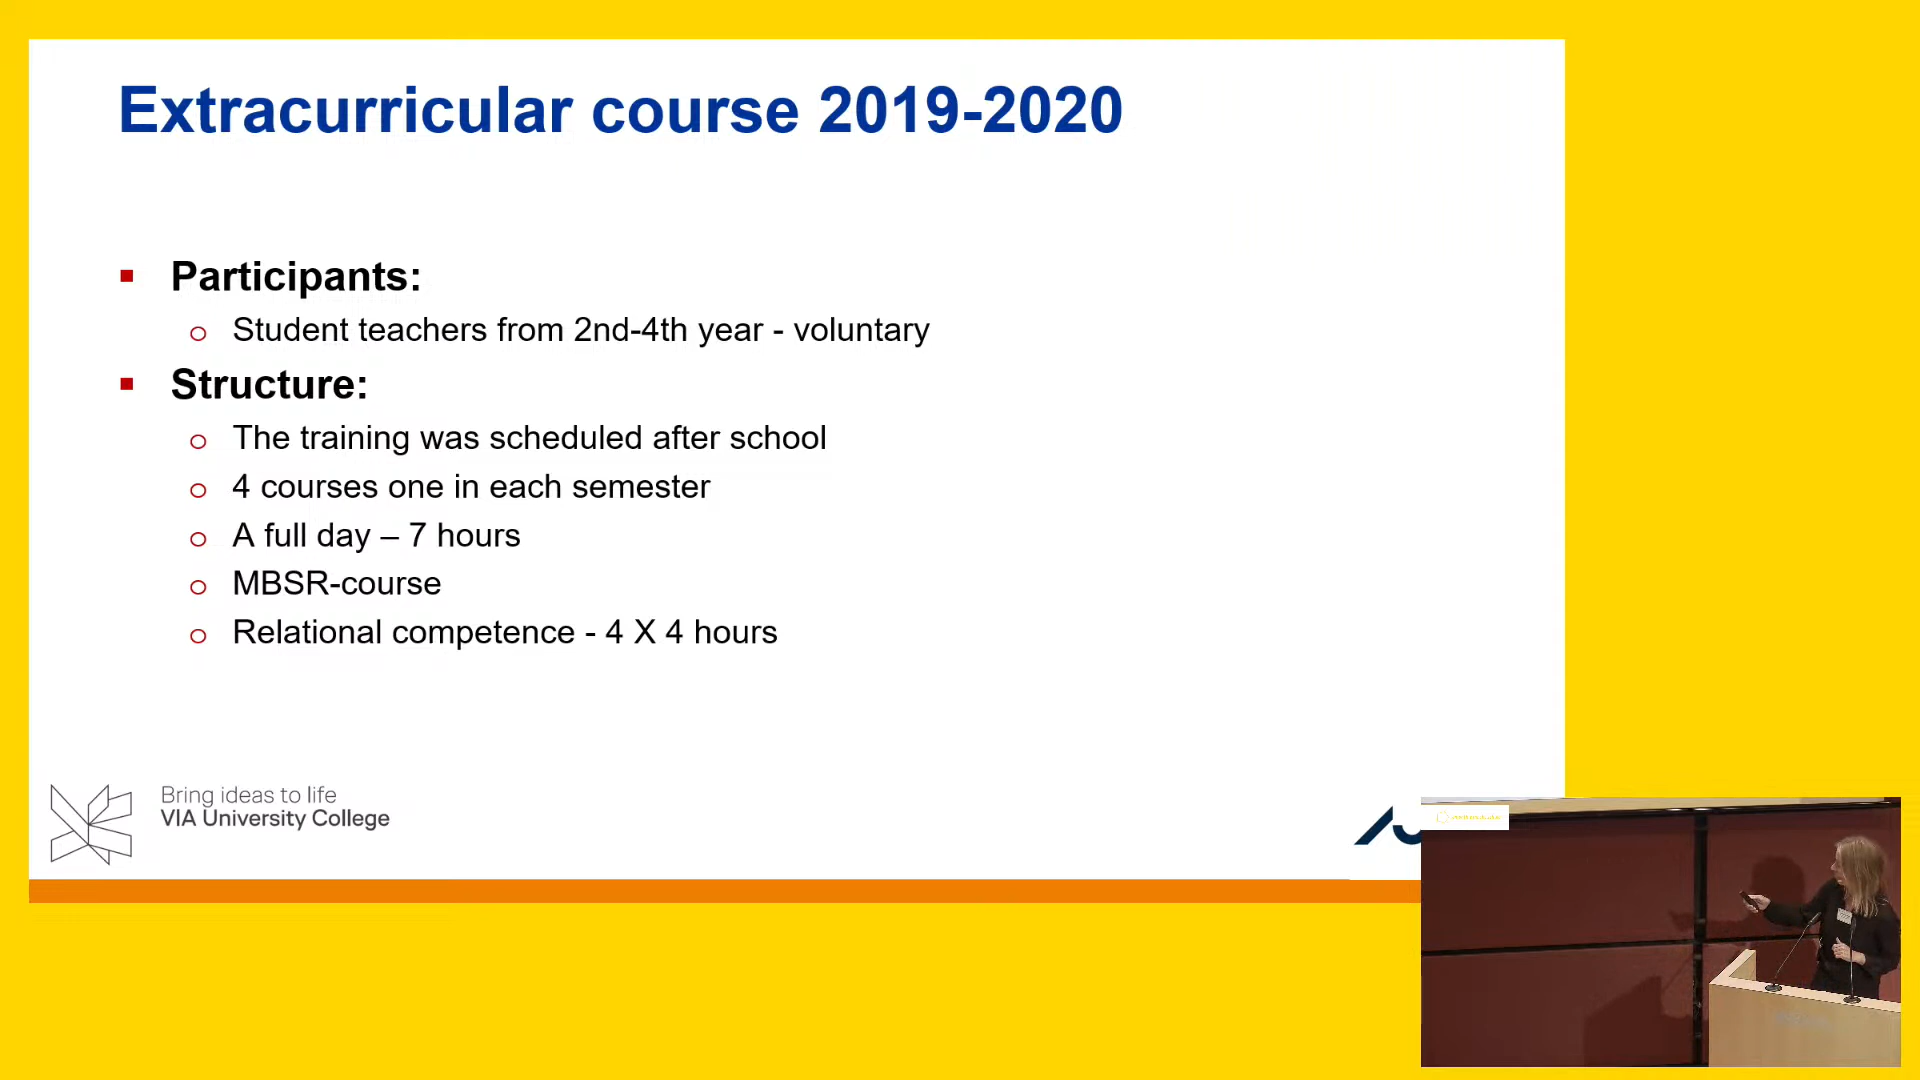 Extracurricular course 2019-2020
Participants:
Student teachers from 2nd-4th year - voluntary
Structure:
The training was scheduled after school
4 courses one in each semester
A full day – 7 hours
MBSR-course
Relational competence - 4 X 4 hours
Bring ideas to life
VIA University College